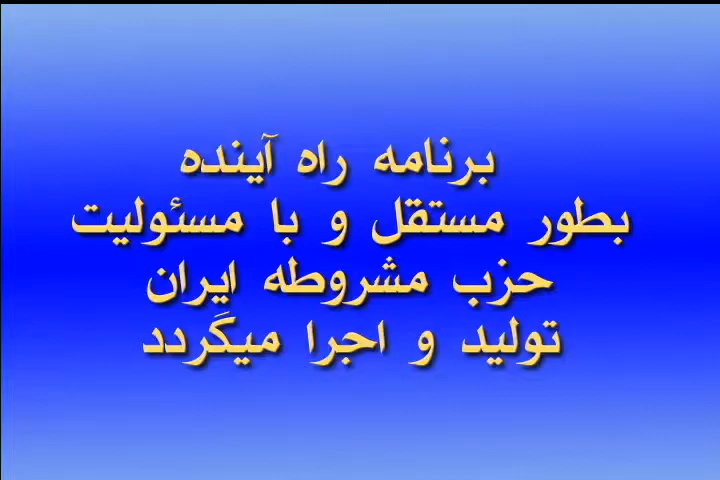 برنامه راه آینده
بطور مستقل و با مسئولیت
حزب مشروطه ایران
تولید و اجرا میگردد